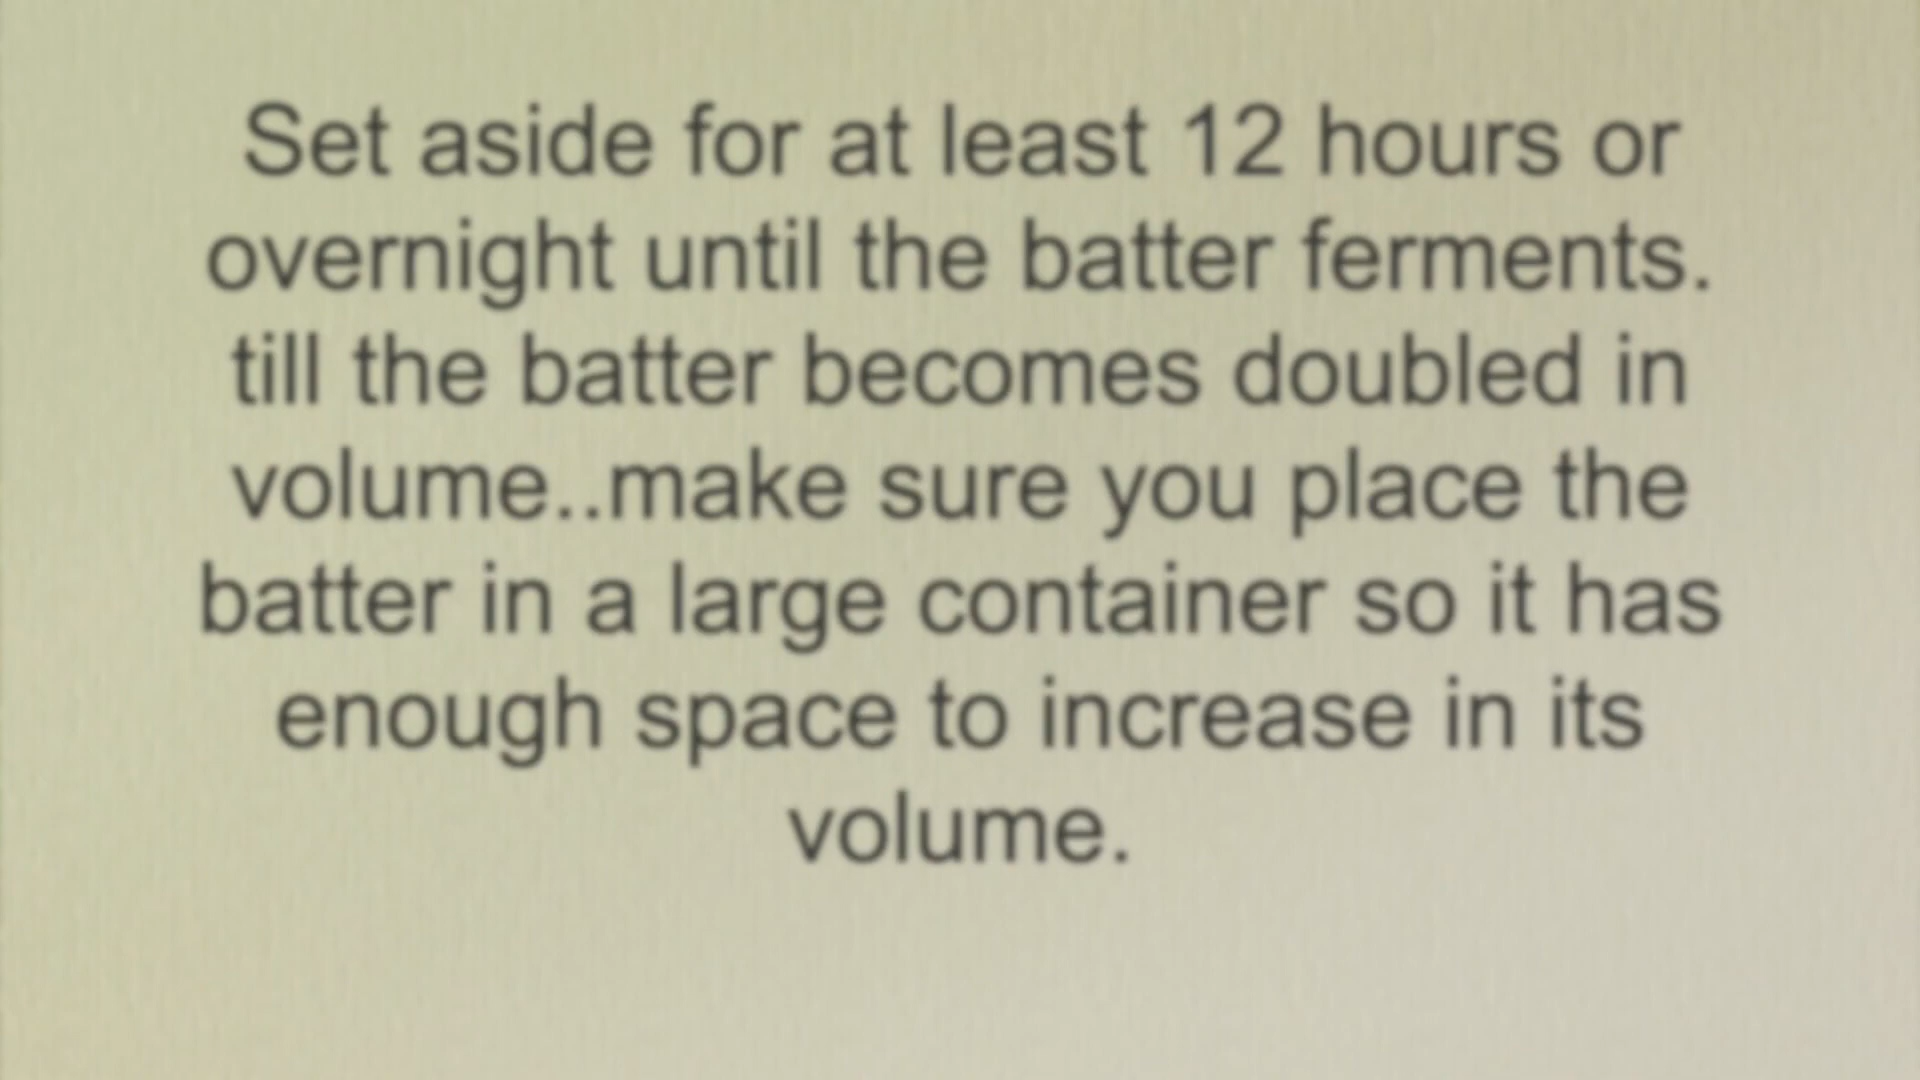 Set aside for at least 12 hours or
overnight until the batter ferments.
till the batter becomes doubled in
volume..make sure you place the
batter in a large container so it has
enough space to increase in its
volume.